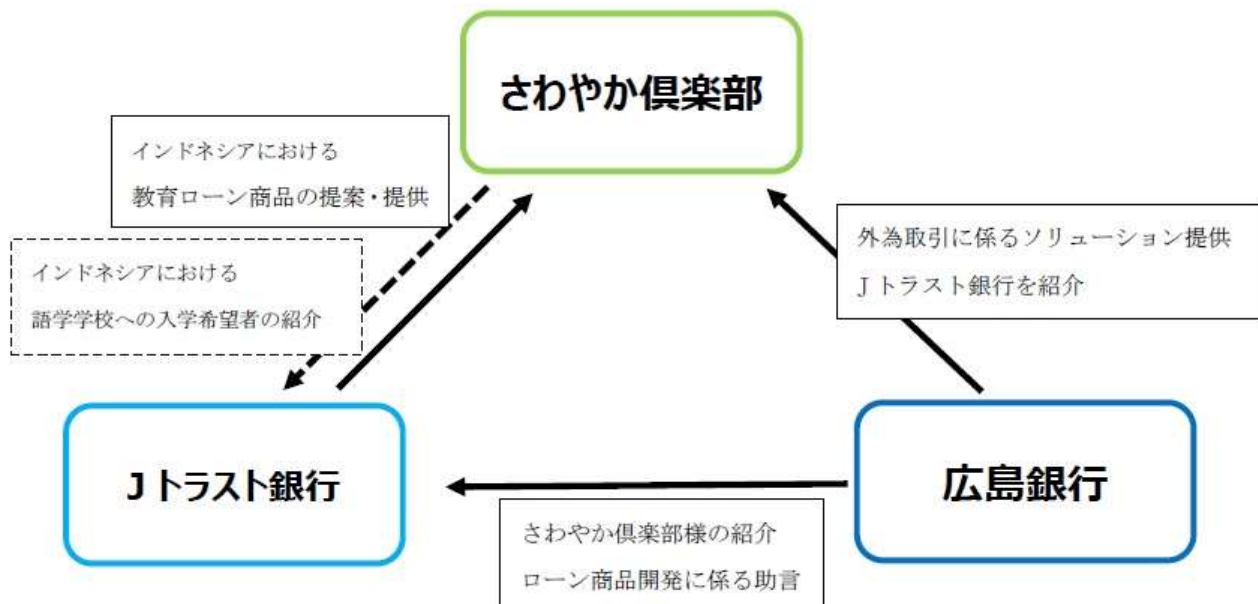 さわやか倶楽部
インドネシアにおける
教育ローン商品の提案・提供
外為取引に係るソリューション提供
Jトラスト銀行を紹介
インドネシアにおける
語学学校への入学希望者の紹介
Jトラスト銀行
広島銀行
さわやか倶楽部様の紹介
ローン商品開発に係る助言